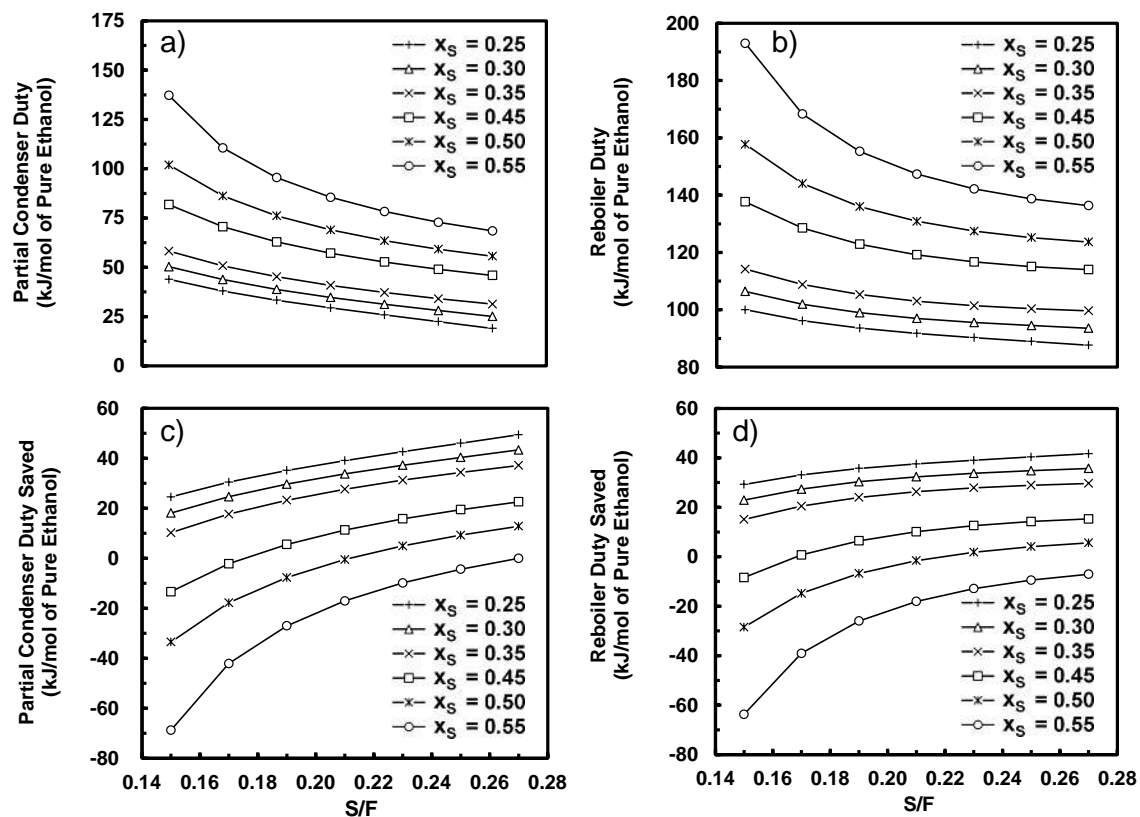 a)
175
150
125
100
75
50
25
0
Partial Condenser Duty
(kJ/mol of Pure Ethanol)
xS = 0.25
xS = 0.30
xS = 0.35
xS = 0.45
xS = 0.50
xS = 0.55
b)
200
180
160
140
120
100
80
Reboiler Duty
(kJ/mol of Pure Ethanol)
xS = 0.25
xS = 0.30
xS = 0.35
xS = 0.45
xS = 0.50
xS = 0.55
c)
60
40
20
0
-20
-40
-60
-80
Partial Condenser Duty Saved
(kJ/mol of Pure Ethanol)
xS = 0.25
xS = 0.30
xS = 0.35
xS = 0.45
xS = 0.50
xS = 0.55
0.14 0.16 0.18 0.20 0.22 0.24 0.26 0.28
S/F
d)
60
40
20
0
-20
-40
-60
-80
Reboiler Duty Saved
(kJ/mol of Pure Ethanol)
xS = 0.25
xS = 0.30
xS = 0.35
xS = 0.45
xS = 0.50
xS = 0.55
0.14 0.16 0.18 0.20 0.22 0.24 0.26 0.28
S/F